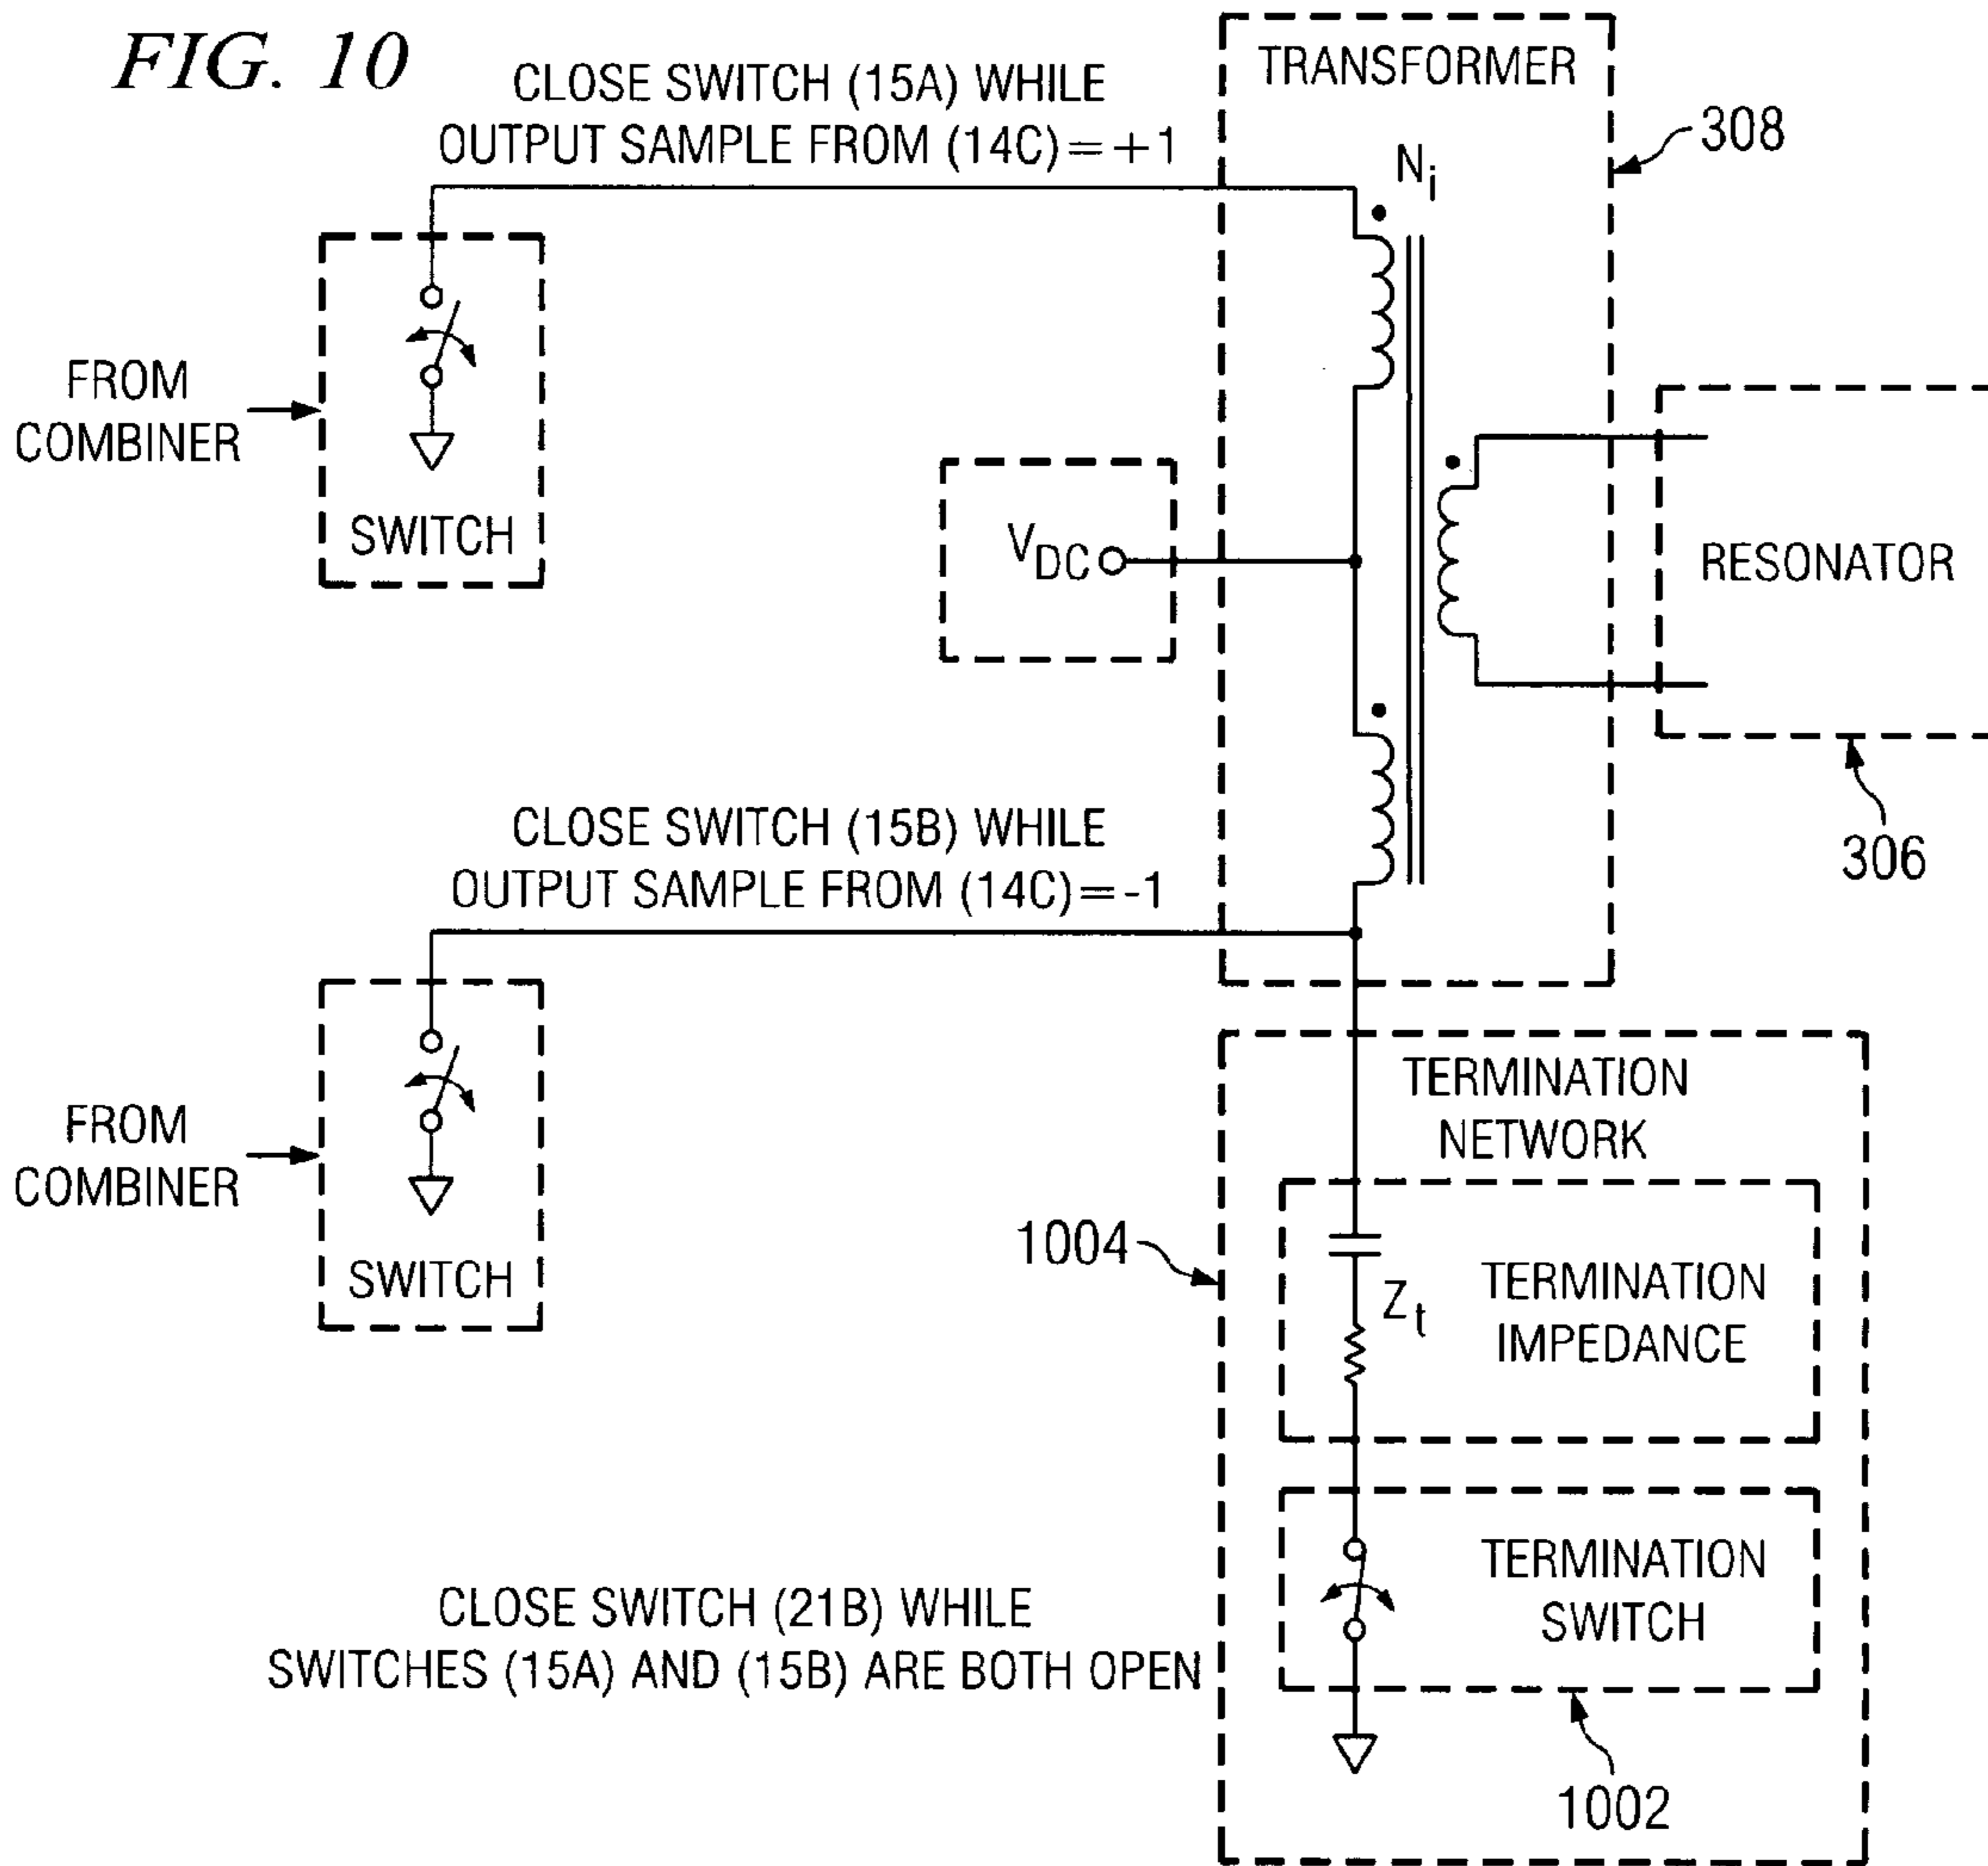 FIG. 10
CLOSE SWITCH (15A) WHILE
OUTPUT SAMPLE FROM (14C)=+1
TRANSFORMER
308
Ni
FROM
COMBINER
SWITCH
VDC
RESONATOR
306
CLOSE SWITCH (15B) WHILE
OUTPUT SAMPLE FROM (14C)=-1
FROM
COMBINER
SWITCH
TERMINATION
NETWORK
1004
Zt
TERMINATION
IMPEDANCE
TERMINATION
SWITCH
CLOSE SWITCH (21B) WHILE
SWITCHES (15A) AND (15B) ARE BOTH OPEN
1002